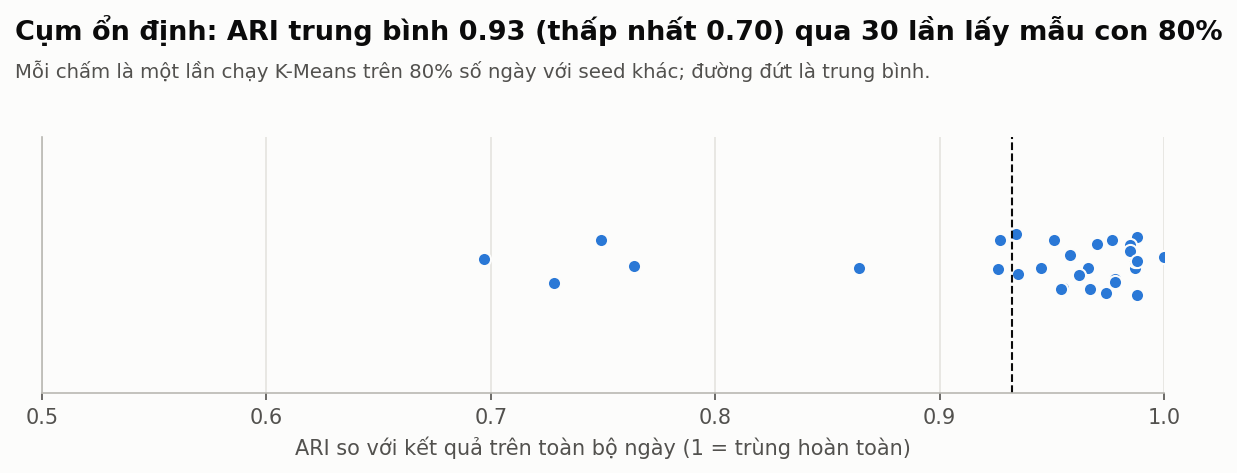 Cụm ổn định: ARI trung bình 0.93 (thấp nhất 0.70) qua 30 lần lấy mẫu con 80%
Mỗi chấm là một lần chạy K-Means trên 80% số ngày với seed khác; đường đứt là trung bình.
0.5 0.6 0.7 0.8 0.9 1.0
ARI so với kết quả trên toàn bộ ngày (1 = trùng hoàn toàn)